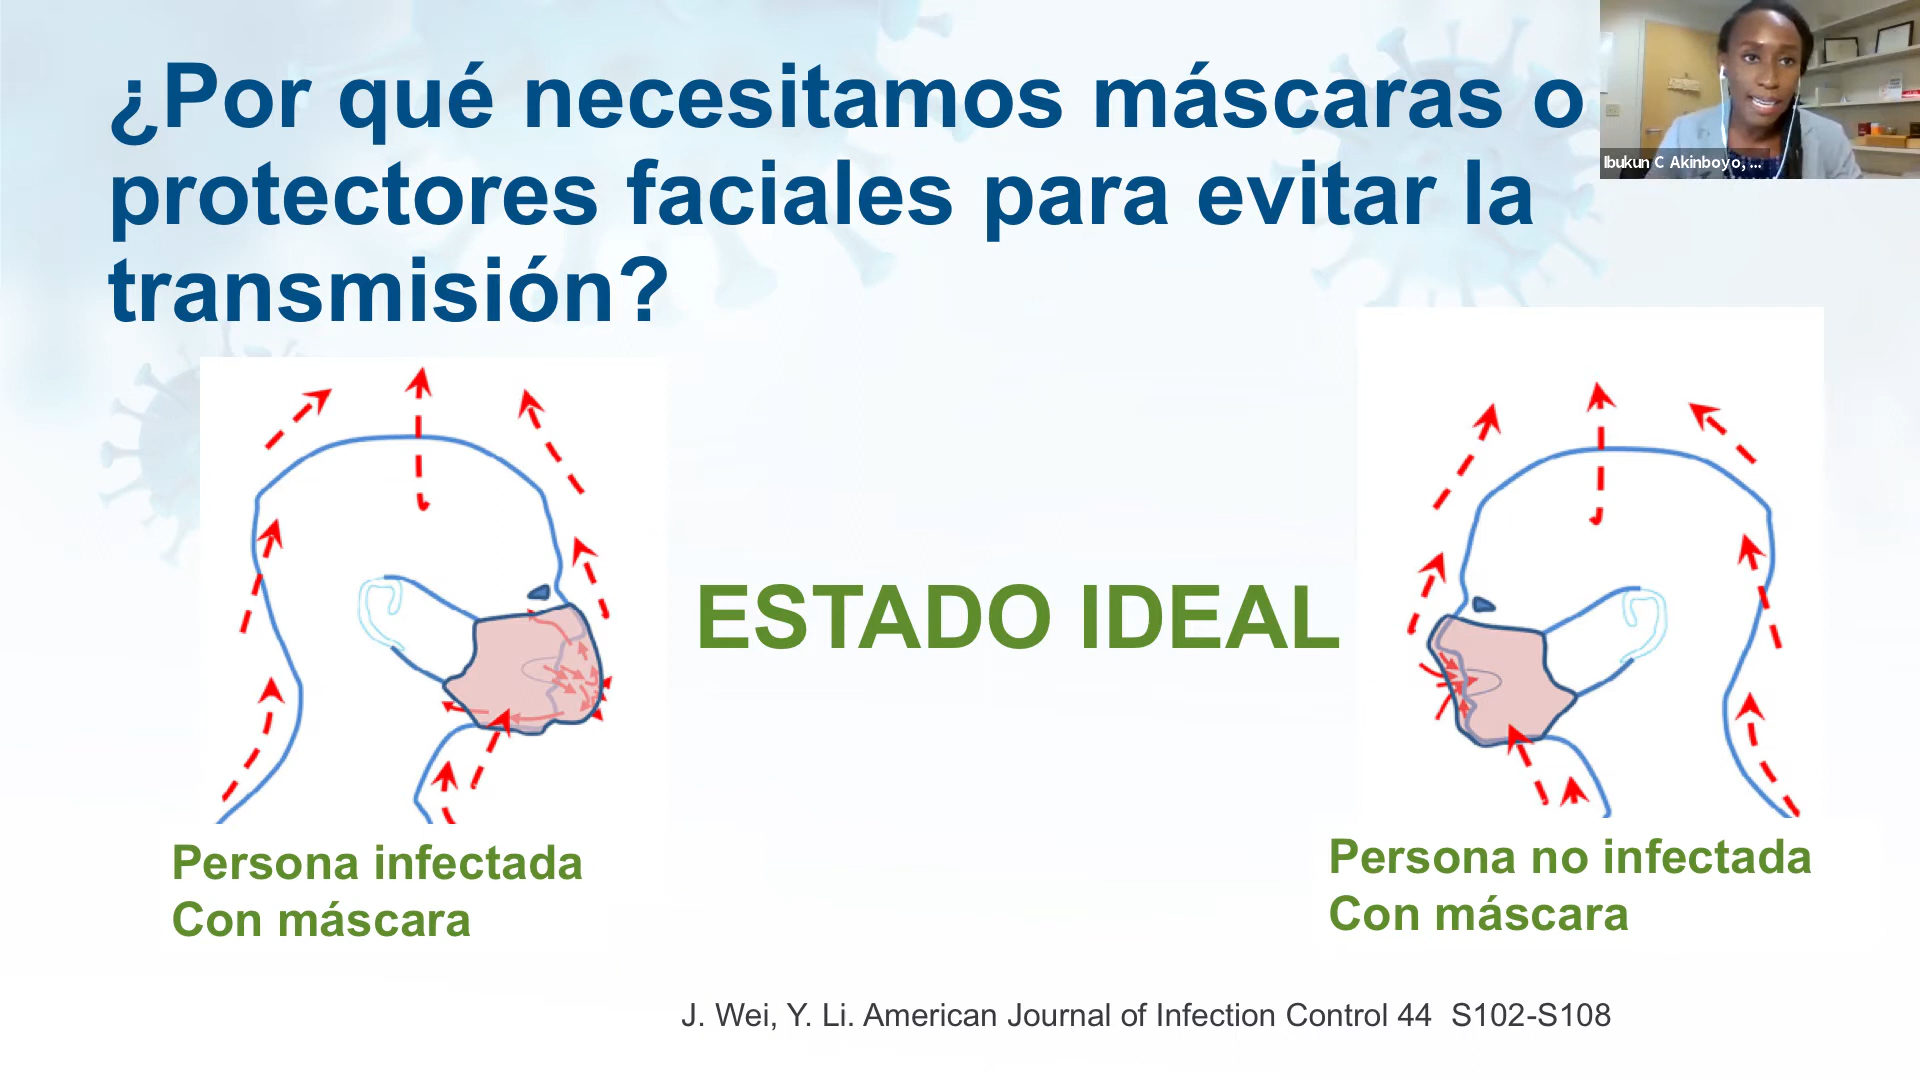 ¿Por qué necesitamos máscaras o
protectores faciales para evitar la
transmisión?
Ibukun C Akinboyo, ...
ESTADO IDEAL
Persona infectada
Con máscara
Persona no infectada
Con máscara
J. Wei, Y. Li. American Journal of Infection Control 44 S102-S108